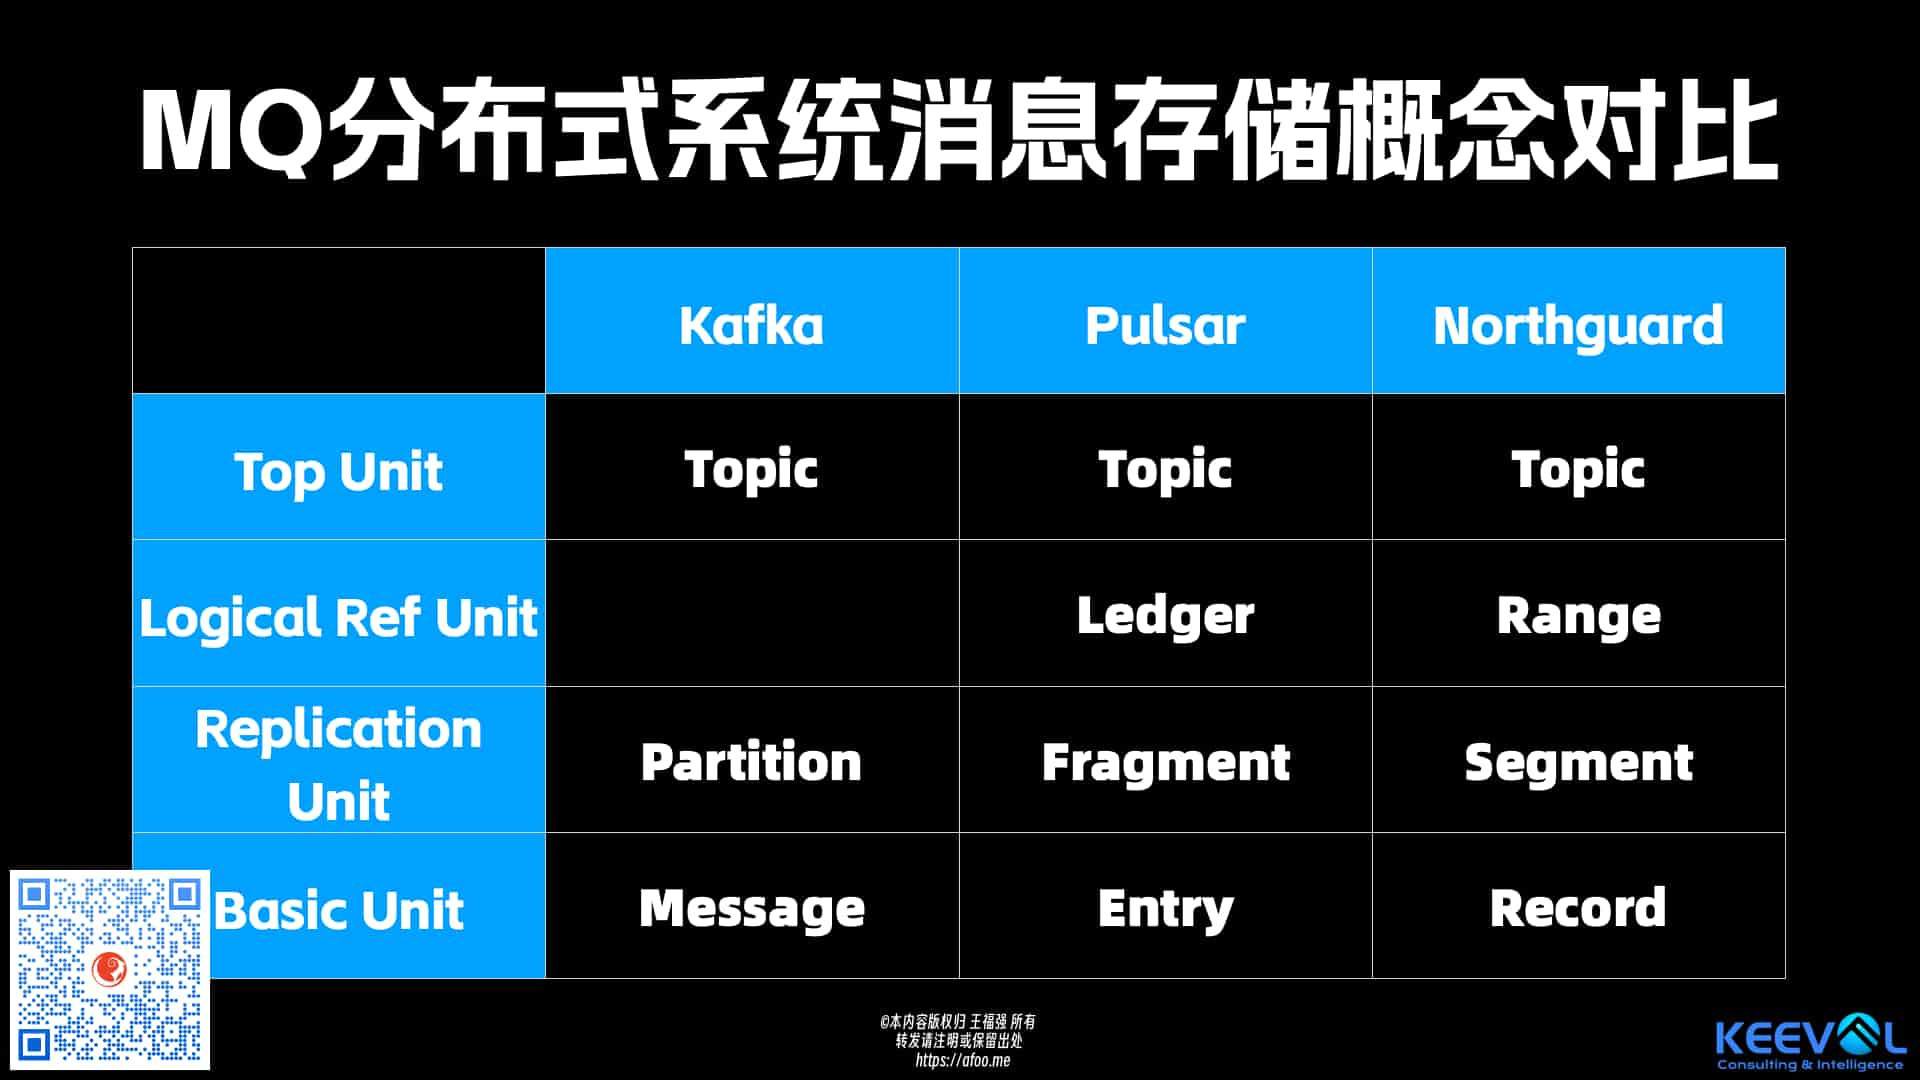 MQ分布式系统消息存储概念对比
Kafka
Pulsar
Northguard
Top Unit
Topic
Topic
Topic
Logical Ref Unit
Ledger
Range
Replication
Unit
Partition
Fragment
Segment
Basic Unit
Message
Entry
Record
©本内容版权归 王福强 所有
转发请注明或保留出处
https://afoo.me
KEEVOL
Consulting & Intelligence